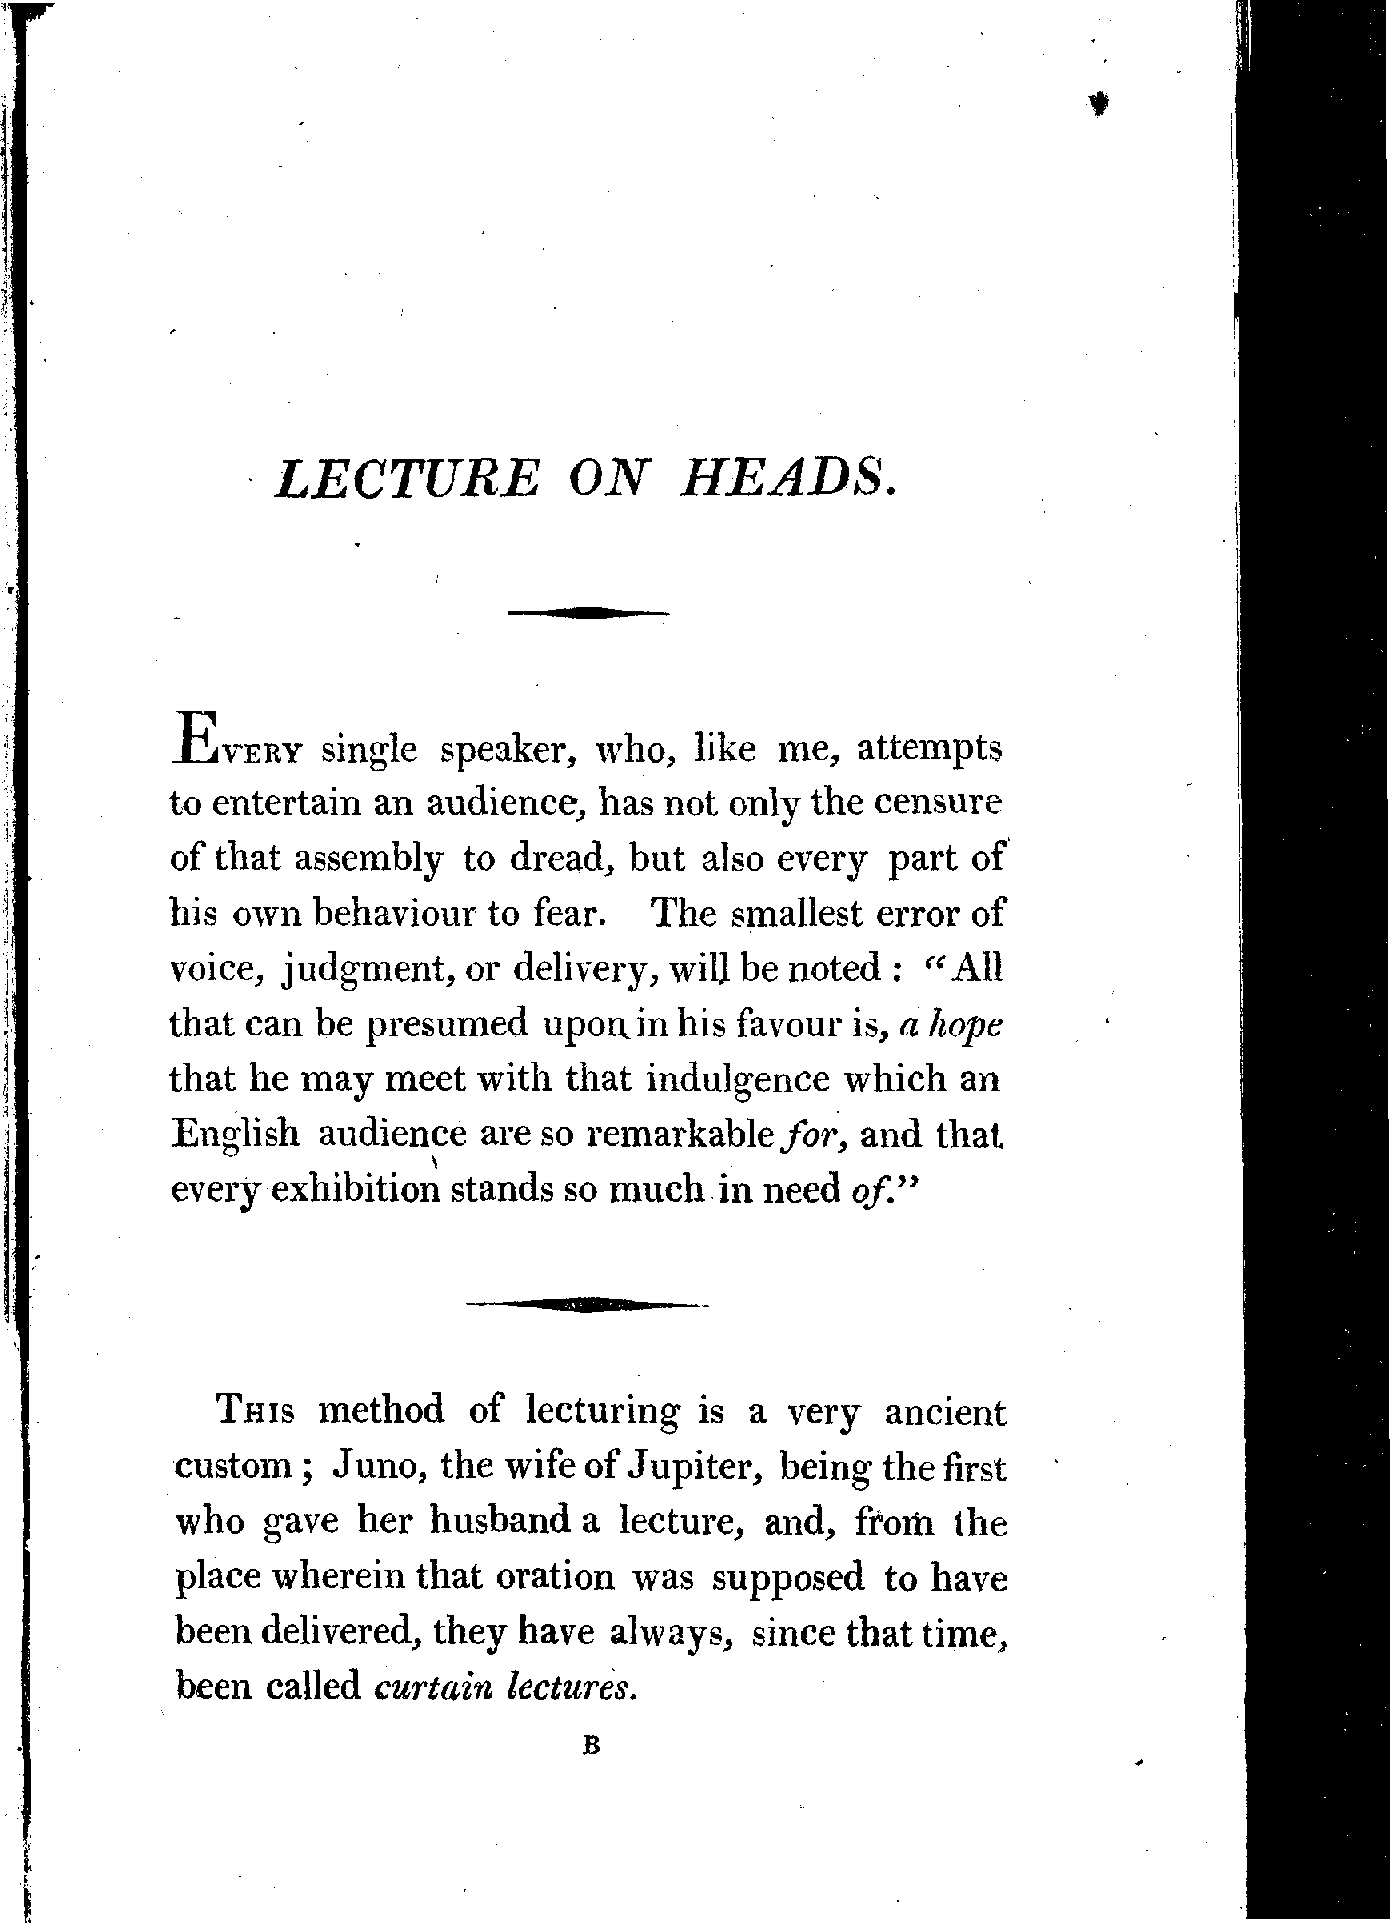 LECTURE ON HEADS.
EVERY single speaker, who, like me, attempts
to entertain an audience, has not only the censure
of that assembly to dread, but also every part of
his own behaviour to fear. The smallest error of
voice, judgment, or delivery, will be noted : “All
that can be presumed upon in his favour is, a hope
that he may meet with that indulgence which an
English audience are so remarkable for, and that
every exhibition stands so much in need of.”
THIS method of lecturing is a very ancient
custom ; Juno, the wife of Jupiter, being the first
who gave her husband a lecture, and, from the
place wherein that oration was supposed to have
been delivered, they have always, since that time,
been called curtain lectures.
B